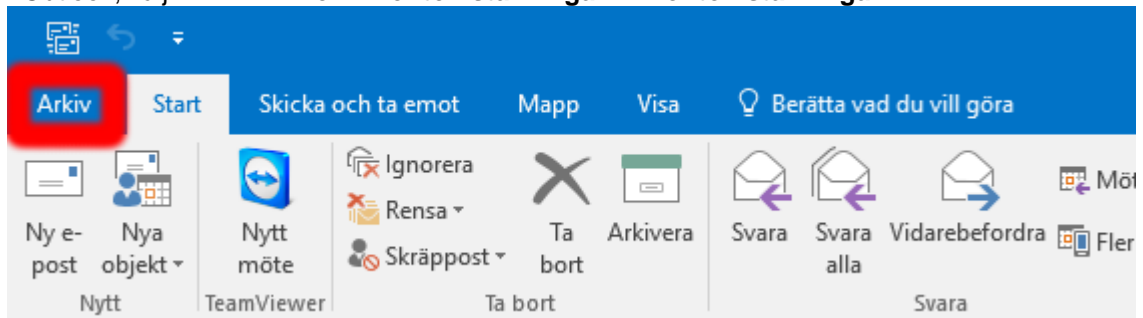 Arkiv Start Skicka och ta emot Mapp Visa Berätta vad du vill göra
Ny e-post
Nya objekt
Nytt
Nytt möte
TeamViewer
Ignorera
Rensa
Skräppost
Ta bort
Arkivera
Ta bort
Svara
Svara alla
Vidarebefordra
Fler
Svara